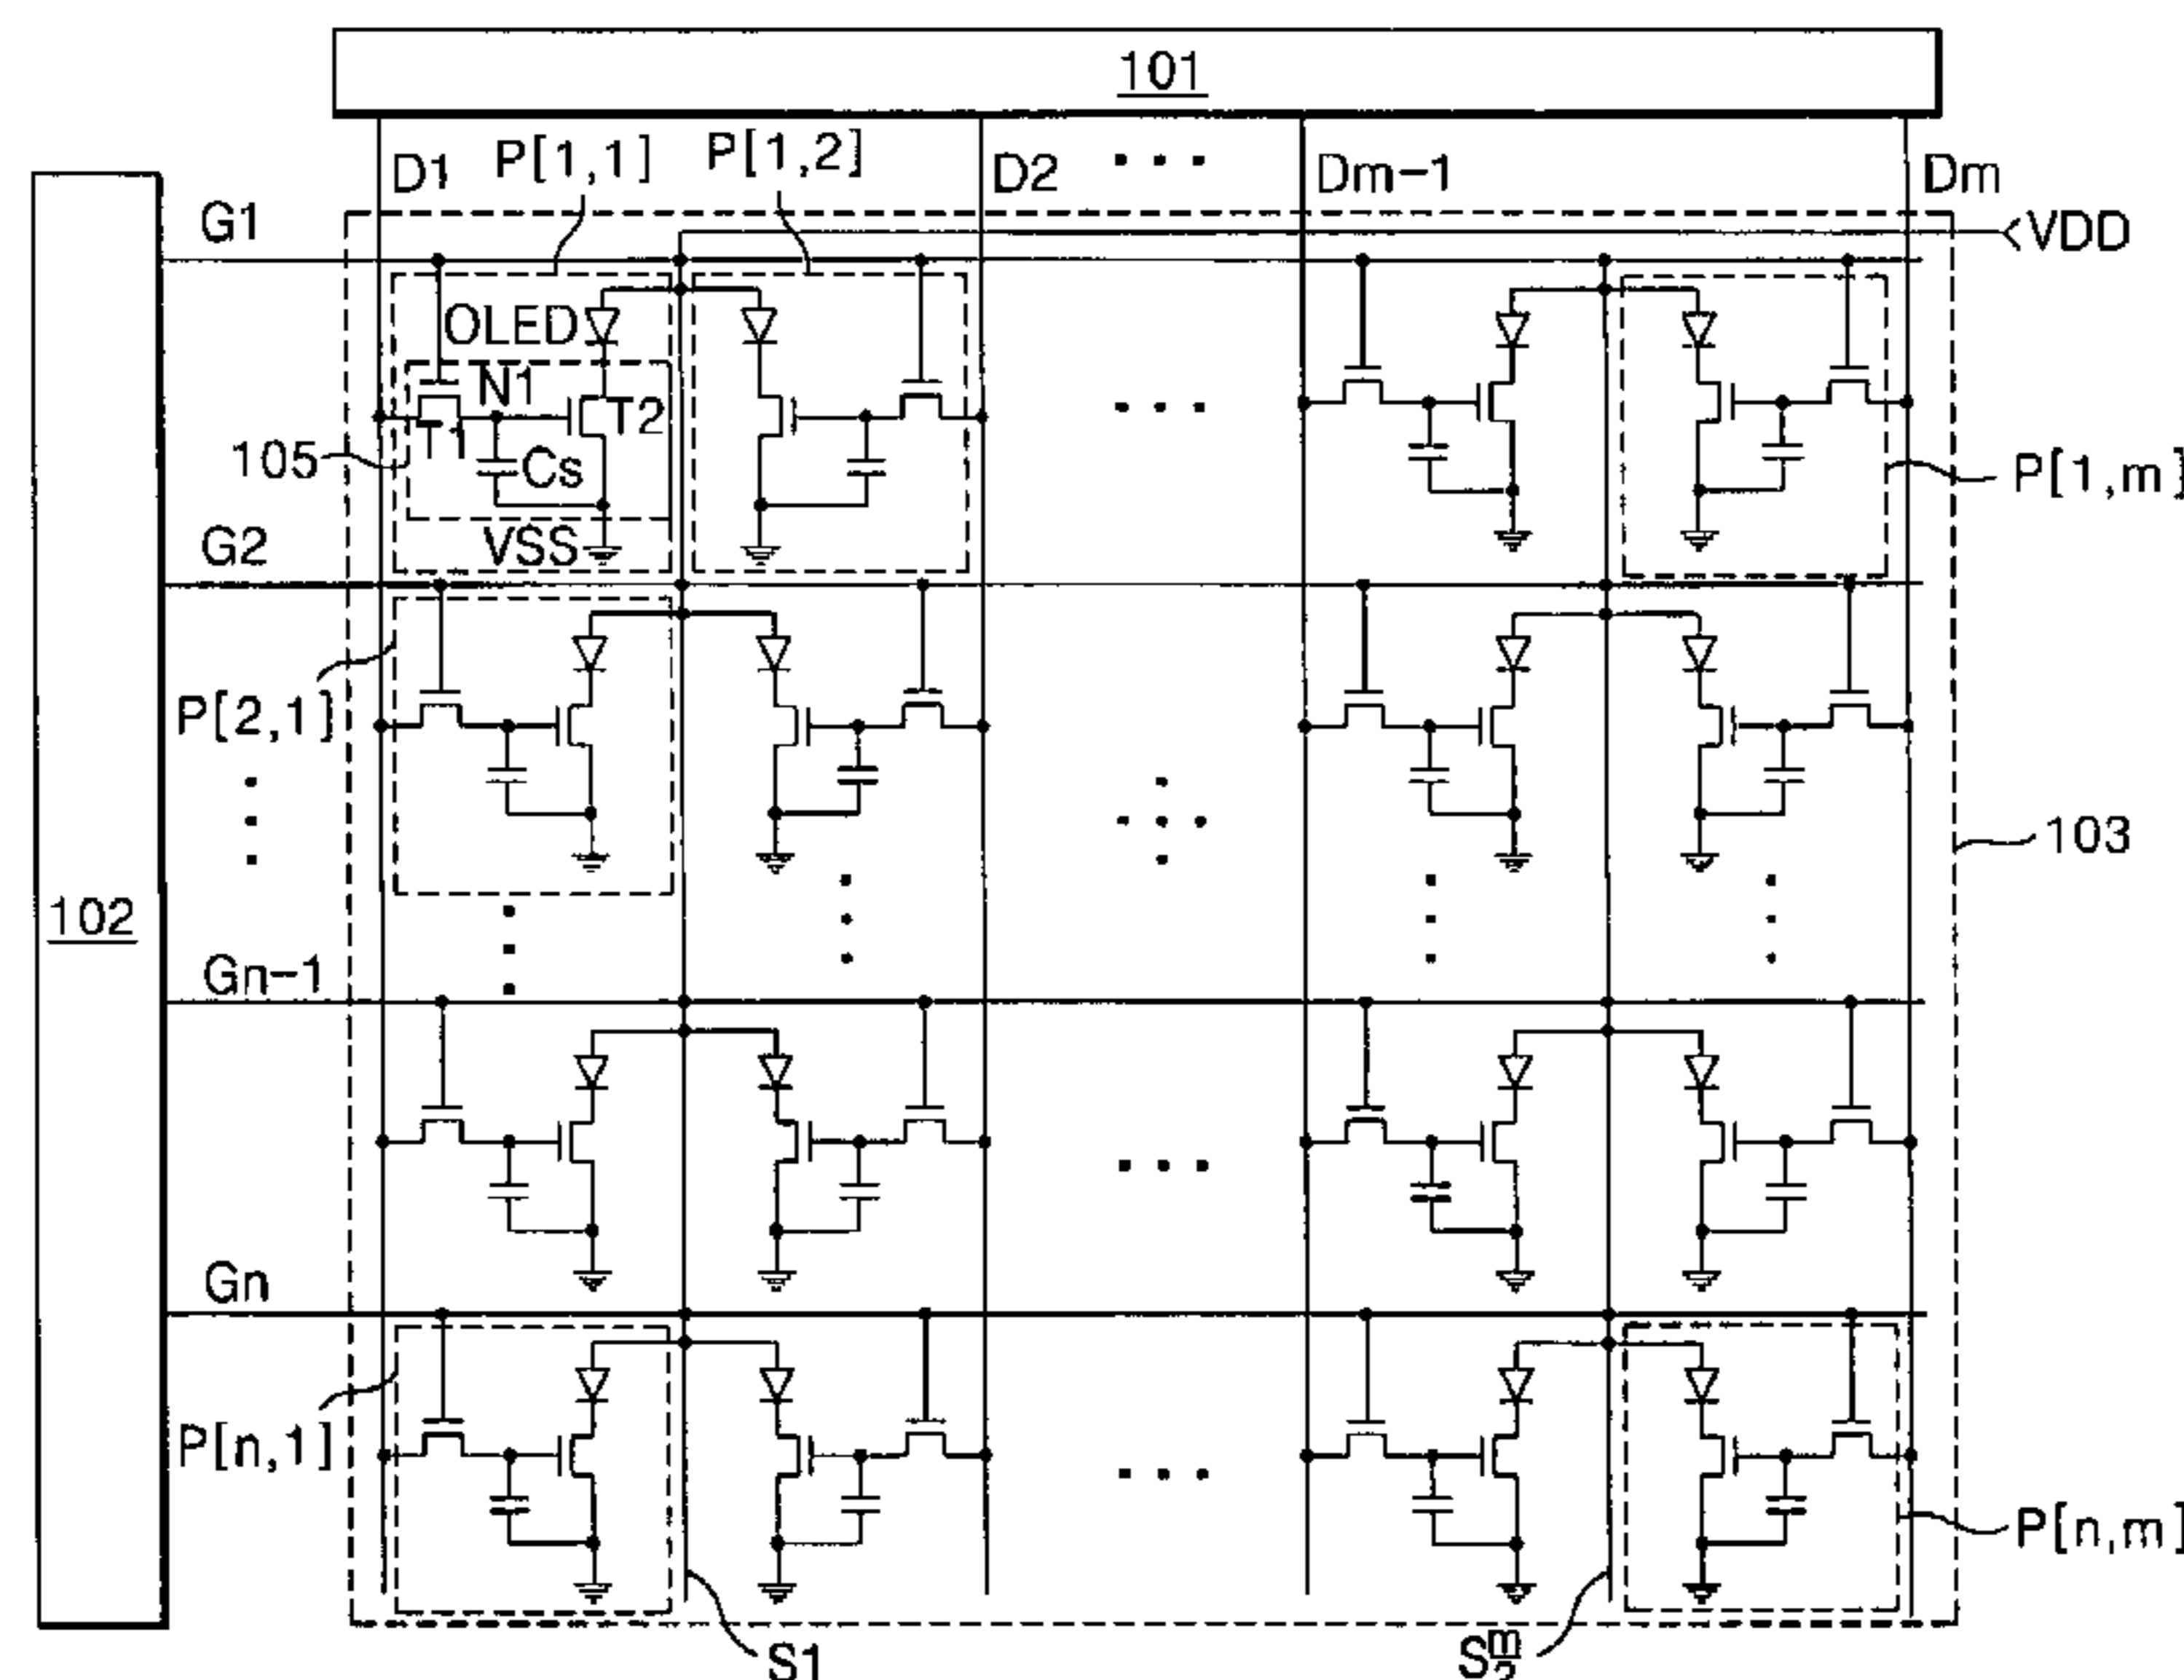 101
D1
P[1,1]
P[1,2]
D2
Dm-1
Dm
G1
VDD
OLED
N1
T2
T1
105
Cs
P[1,m]
G2
VSS
P[2,1]
103
102
Gn-1
Gn
P[n,1]
P[n,m]
S1
S m/2